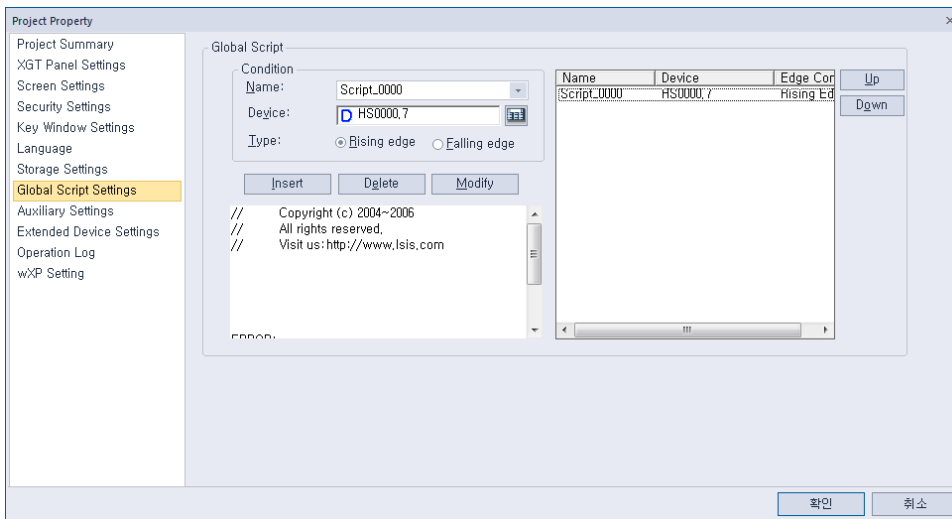 Project Property
Project Summary
XGT Panel Settings
Screen Settings
Security Settings
Key Window Settings
Language
Storage Settings
Global Script Settings
Auxiliary Settings
Extended Device Settings
Operation Log
wXP Setting
Global Script
Condition
Name: Script_0000
Device: D HS0000.7
Type: Rising edge Falling edge
Insert Delete Modify
// Copyright (c) 2004~2006
// All rights reserved.
// Visit us:http://www.lsis.com
ERROR:
Name Device Edge Con
Script_0000 HS0000.7 Rising Ed
Up
Down
확인 취소